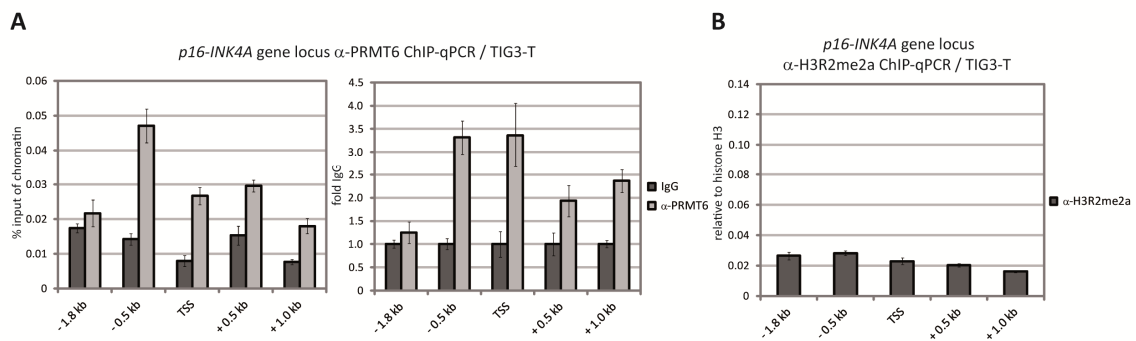 A
p16-INK4A gene locus α-PRMT6 ChIP-qPCR / TIG3-T
% input of chromatin
0.06
0.05
0.04
0.03
0.02
0.01
0
- 1.8 kb
- 0.5 kb
TSS
+ 0.5 kb
+ 1.0 kb
fold IgG
4.5
4.0
3.5
3.0
2.5
2.0
1.5
1.0
0.5
0.0
- 1.8 kb
- 0.5 kb
TSS
+ 0.5 kb
+ 1.0 kb
IgG
α-PRMT6
B
p16-INK4A gene locus
α-H3R2me2a ChIP-qPCR / TIG3-T
relative to histone H3
0.14
0.12
0.10
0.08
0.06
0.04
0.02
0
- 1.8 kb
- 0.5 kb
TSS
+ 0.5 kb
+ 1.0 kb
α-H3R2me2a